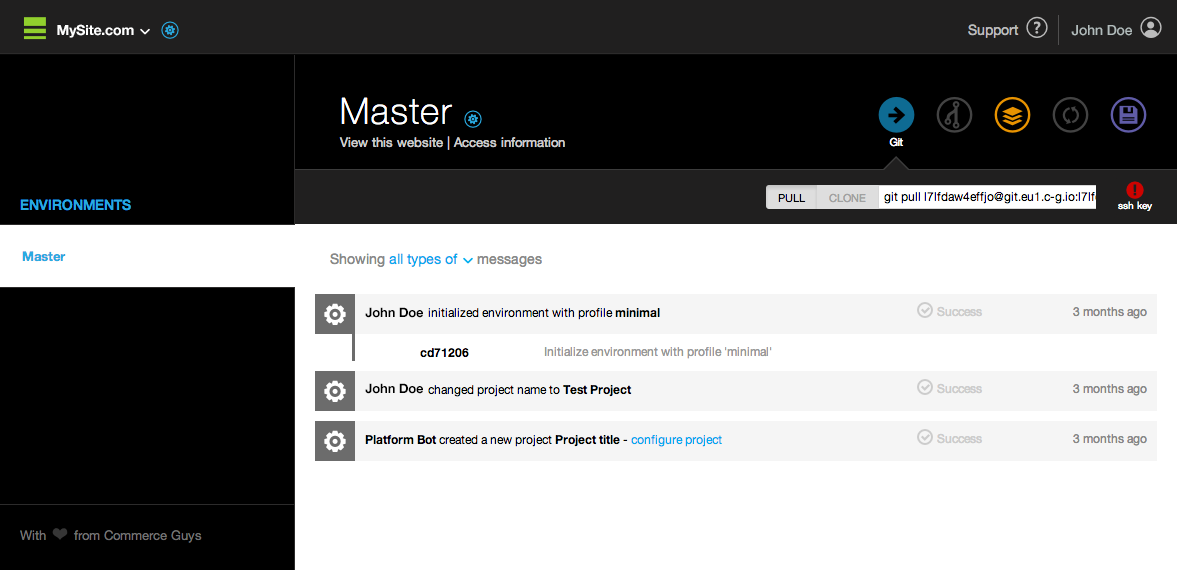 MySite.com
Support ?
John Doe
Master
View this website | Access information
Git
ENVIRONMENTS
PULL CLONE git pull l7lfdaw4effjo@git.eu1.c-g.io:l7lf
ssh key
Master
Showing all types of messages
John Doe initialized environment with profile minimal Success 3 months ago
cd71206 Initialize environment with profile 'minimal'
John Doe changed project name to Test Project Success 3 months ago
Platform Bot created a new project Project title - configure project Success 3 months ago
With ❤ from Commerce Guys